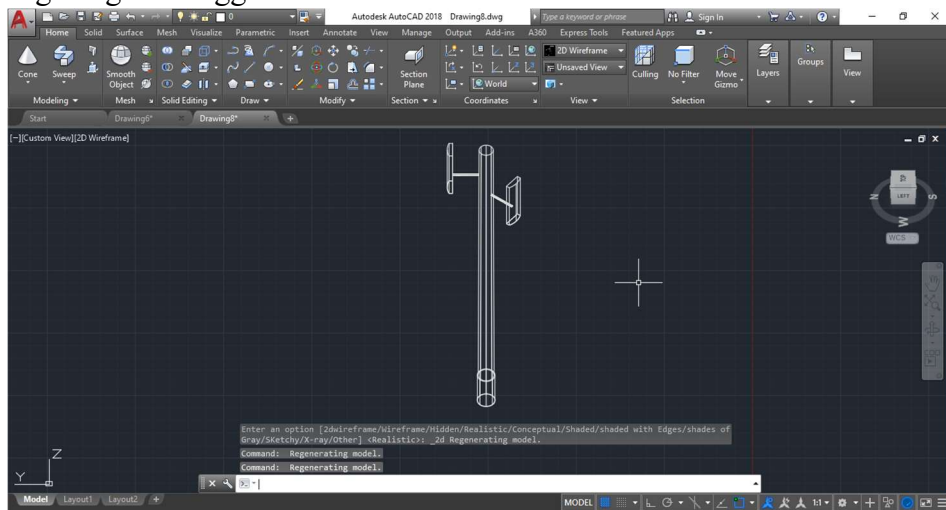 Autodesk AutoCAD 2018 Drawing8.dwg
Type a keyword or phrase
Sign In
Home Solid Surface Mesh Visualize Parametric Insert Annotate View Manage Output Add-ins A360 Express Tools Featured Apps
2D Wireframe
Unsaved View
World
Cone Sweep Smooth Object Section Plane Culling No Filter Move Gizmo Layers Groups View
Modeling Mesh Solid Editing Draw Modify Section Coordinates View Selection
Start Drawing6* Drawing8*
[–][Custom View][2D Wireframe]
N LEFT S
W
WCS
Enter an option [2dwireframe/Wireframe/Hidden/Realistic/Conceptual/Shaded/shaded with Edges/shades of
Gray/SKetchy/X-ray/Other] <Realistic>: _2d Regenerating model.
Command: Regenerating model.
Command: Regenerating model.
Z
Y
Model Layout1 Layout2
MODEL 1:1